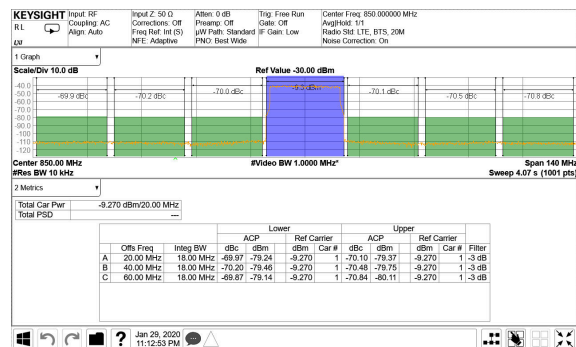 KEYSIGHT Input: RF Input Z: 50 Ω Atten: 0 dB Trig: Free Run Center Freq: 850.000000 MHz
RL Coupling: AC Corrections: Off Preamp: Off Gate: Off Avg|Hold: 1/1
Align: Auto Freq Ref: Int (S) µW Path: Standard IF Gain: Low Radio Std: LTE, BTS, 20M
LXI NFE: Adaptive PNO: Best Wide Noise Correction: On
1 Graph
Scale/Div 10.0 dB Ref Value -30.00 dBm
-40.0
-50.0
-60.0
-70.0
-80.0
-90.0
-100
-110
-120
-69.9 dBc -70.2 dBc -70.0 dBc -9.3 dBm -70.1 dBc -70.5 dBc -70.8 dBc
Center 850.00 MHz #Video BW 1.0000 MHz* Span 140 MHz
#Res BW 10 kHz Sweep 4.07 s (1001 pts)
2 Metrics
Total Car Pwr -9.270 dBm/20.00 MHz
Total PSD ---
Lower Upper
ACP Ref Carrier ACP Ref Carrier
Offs Freq Integ BW dBc dBm dBm Car # dBc dBm dBm Car # Filter
A 20.00 MHz 18.00 MHz -69.97 -79.24 -9.270 1 -70.10 -79.37 -9.270 1 -3 dB
B 40.00 MHz 18.00 MHz -70.20 -79.46 -9.270 1 -70.48 -79.75 -9.270 1 -3 dB
C 60.00 MHz 18.00 MHz -69.87 -79.14 -9.270 1 -70.84 -80.11 -9.270 1 -3 dB
? Jan 29, 2020
11:12:53 PM